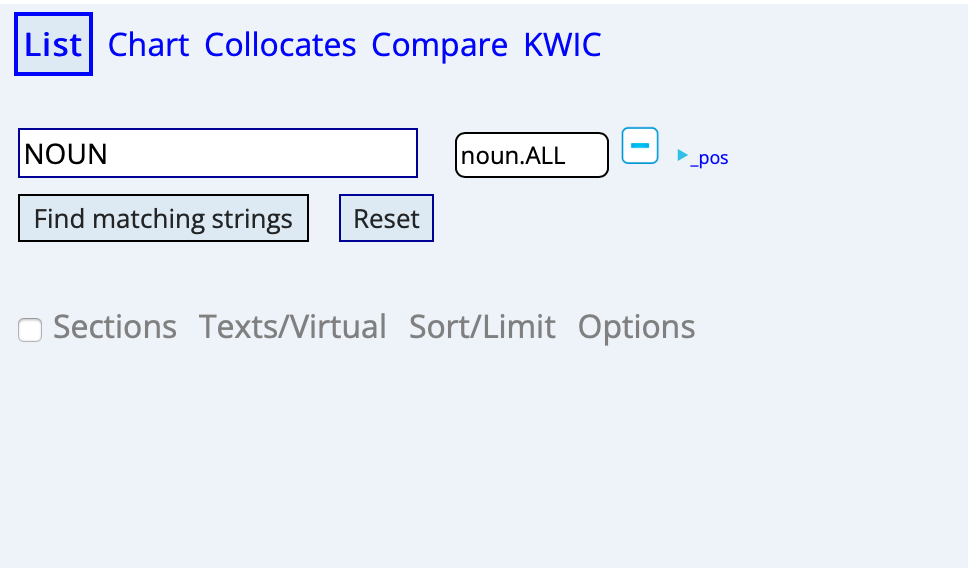 List Chart Collocates Compare KWIC
NOUN noun.ALL _pos
Find matching strings Reset
Sections Texts/Virtual Sort/Limit Options